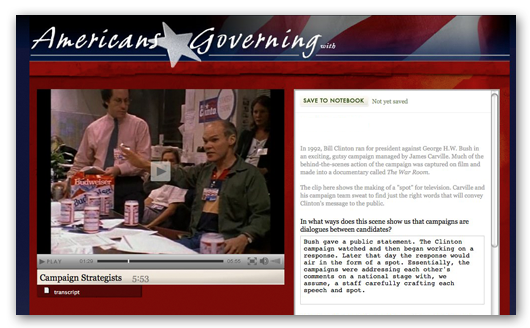 Americans Governing with
SAVE TO NOTEBOOK Not yet saved
Budweiser
In 1992, Bill Clinton ran for president against George H.W. Bush in
an exciting, gutsy campaign managed by James Carville. Much of
the behind-the-scenes action of the campaign was captured on film and
made into a documentary called The War Room.
The clip here shows the making of a "spot" for television. Carville and
his campaign team sweat to find just the right words that will convey
Clinton's message to the public.
In what ways does this scene show us that campaigns are
dialogues between candidates?
Bush gave a public statement. The Clinton
campaign watched and then began working on a
response. Later that day the response would
air in the form of a spot. Essentially, the
campaigns were addressing each other's
comments on a national stage with, we
assume, a staff carefully crafting each
speech and spot.
PLAY 01:20 05:05
Campaign Strategists 5:53
transcript